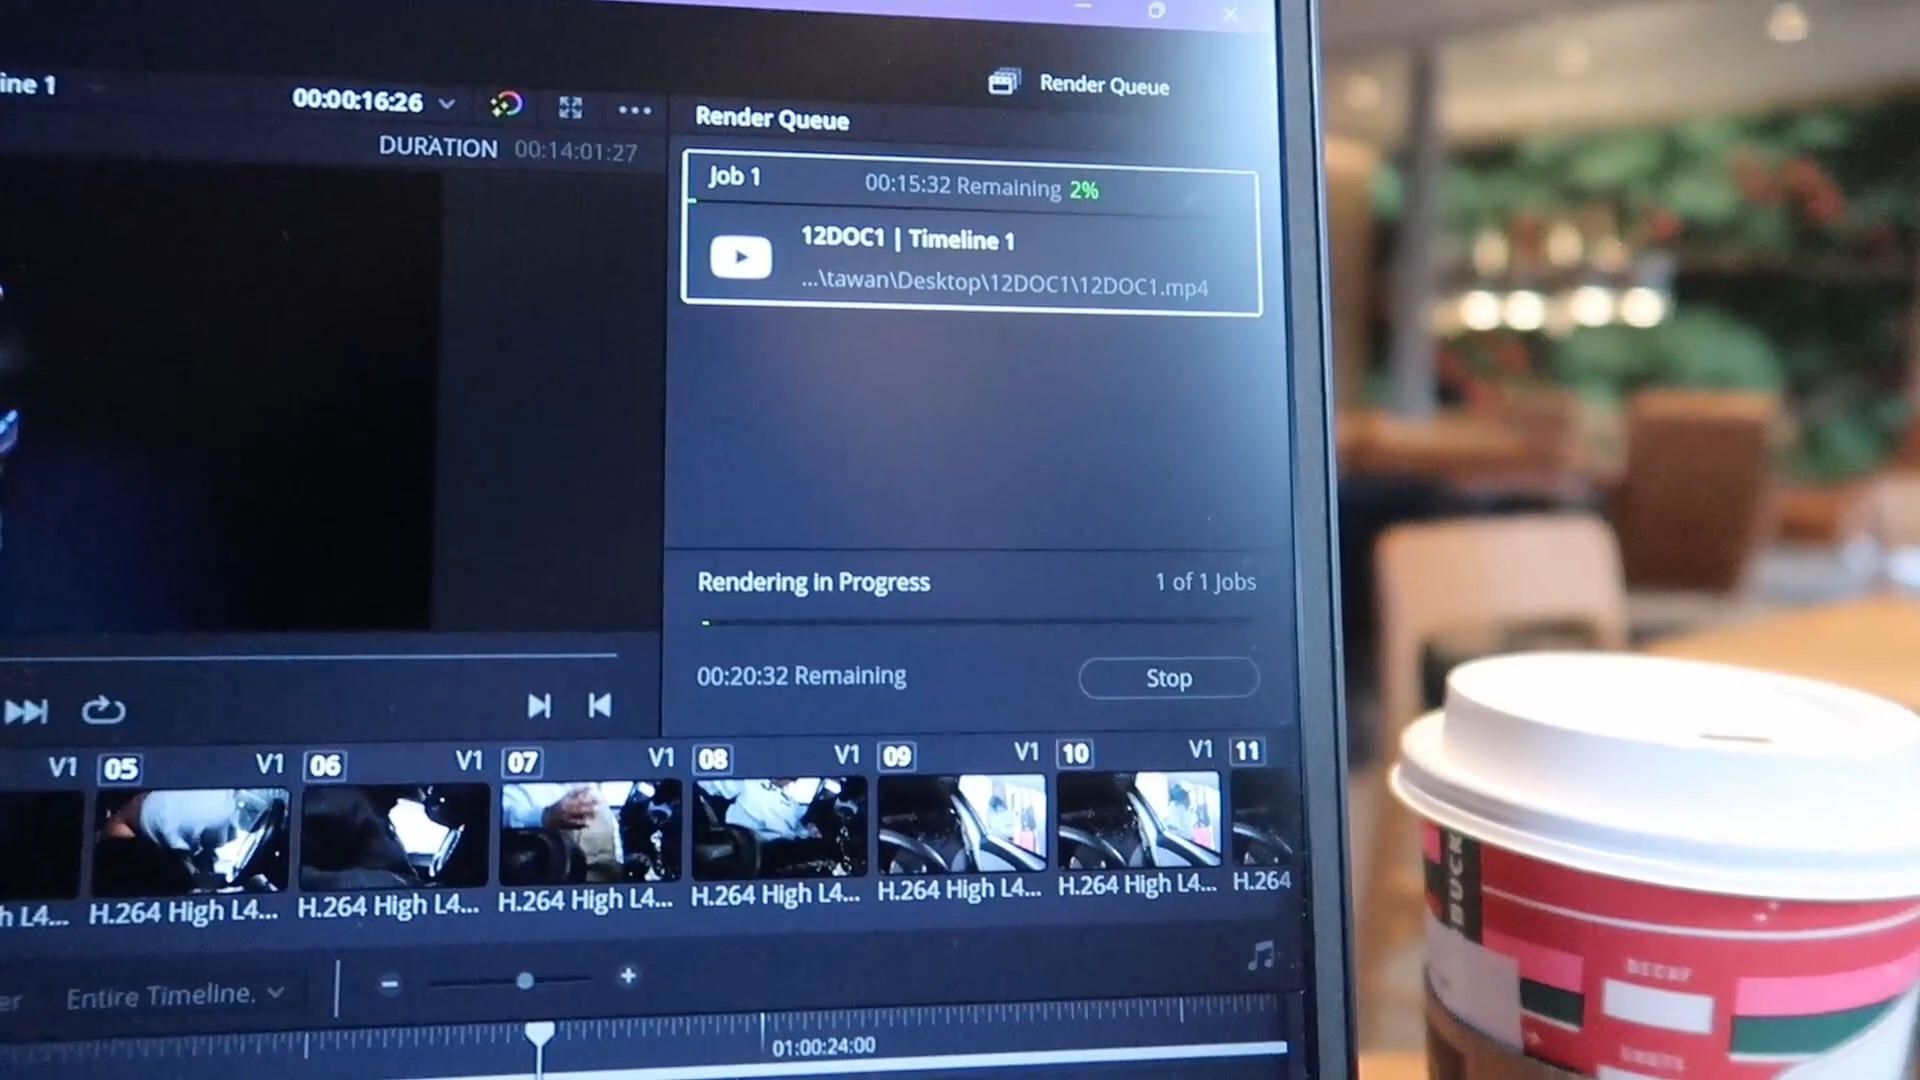 ine 1
00:00:16:26
Render Queue
DURATION 00:14:01:27
Render Queue
Job 1 00:15:32 Remaining 2%
12DOC1 | Timeline 1
...\tawan\Desktop\12DOC1\12DOC1.mp4
Rendering in Progress 1 of 1 Jobs
00:20:32 Remaining Stop
V1 05 V1 06 V1 07 V1 08 V1 09 V1 10 V1 11
h L4... H.264 High L4... H.264 High L4... H.264 High L4... H.264 High L4... H.264 High L4... H.264 High L4... H.264
er Entire Timeline.
01:00:24:00
BUCK
DECAF
SHOTS